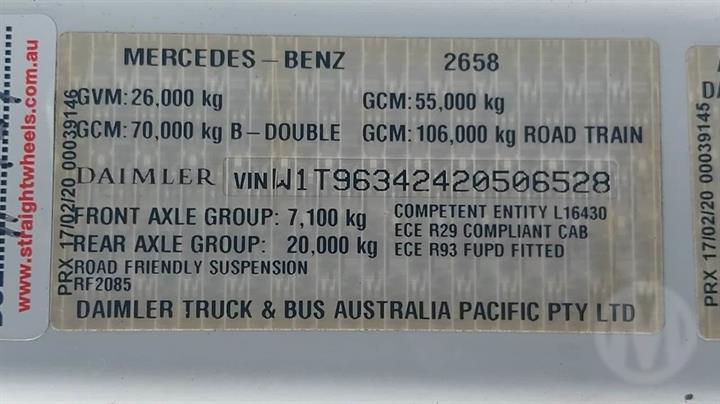 MERCEDES-BENZ 2658
GVM: 26,000 kg GCM: 55,000 kg
GCM: 70,000 kg B-DOUBLE GCM: 106,000 kg ROAD TRAIN
DAIMLER VIN W1T96342420506528
FRONT AXLE GROUP: 7,100 kg
REAR AXLE GROUP: 20,000 kg
ROAD FRIENDLY SUSPENSION
RF2085
COMPETENT ENTITY L16430
ECE R29 COMPLIANT CAB
ECE R93 FUPD FITTED
DAIMLER TRUCK & BUS AUSTRALIA PACIFIC PTY LTD
PRX 17/02/20 00039146
www.straightwheels.com.au
PRX 17/02/20 00039145